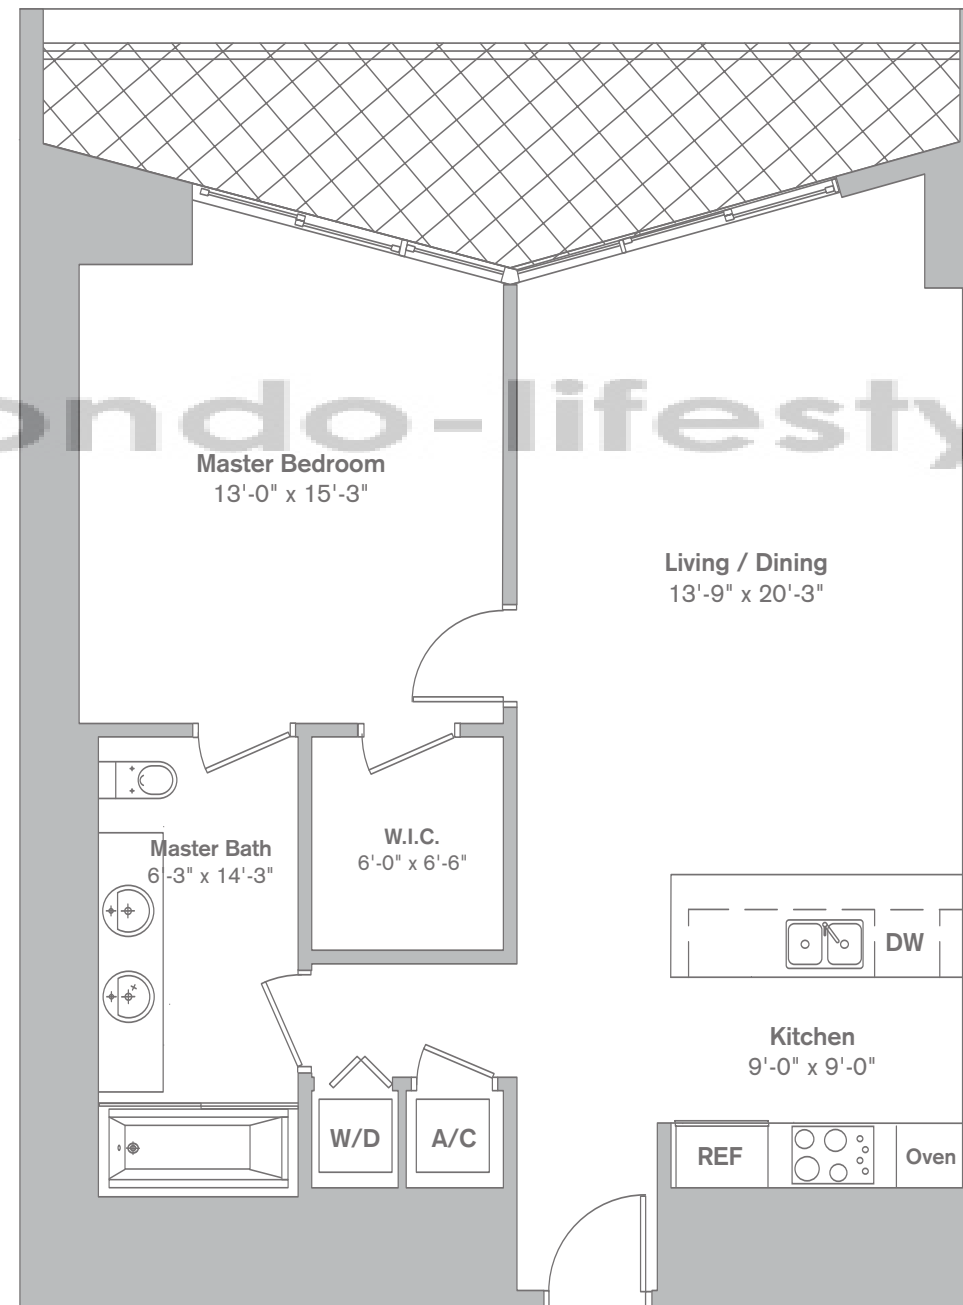 ondo-lifesty
Master Bedroom
13'-0" x 15'-3"
Living / Dining
13'-9" x 20'-3"
W.I.C.
6'-0" x 6'-6"
Master Bath
6'-3" x 14'-3"
DW
Kitchen
9'-0" x 9'-0"
W/D
A/C
REF
Oven